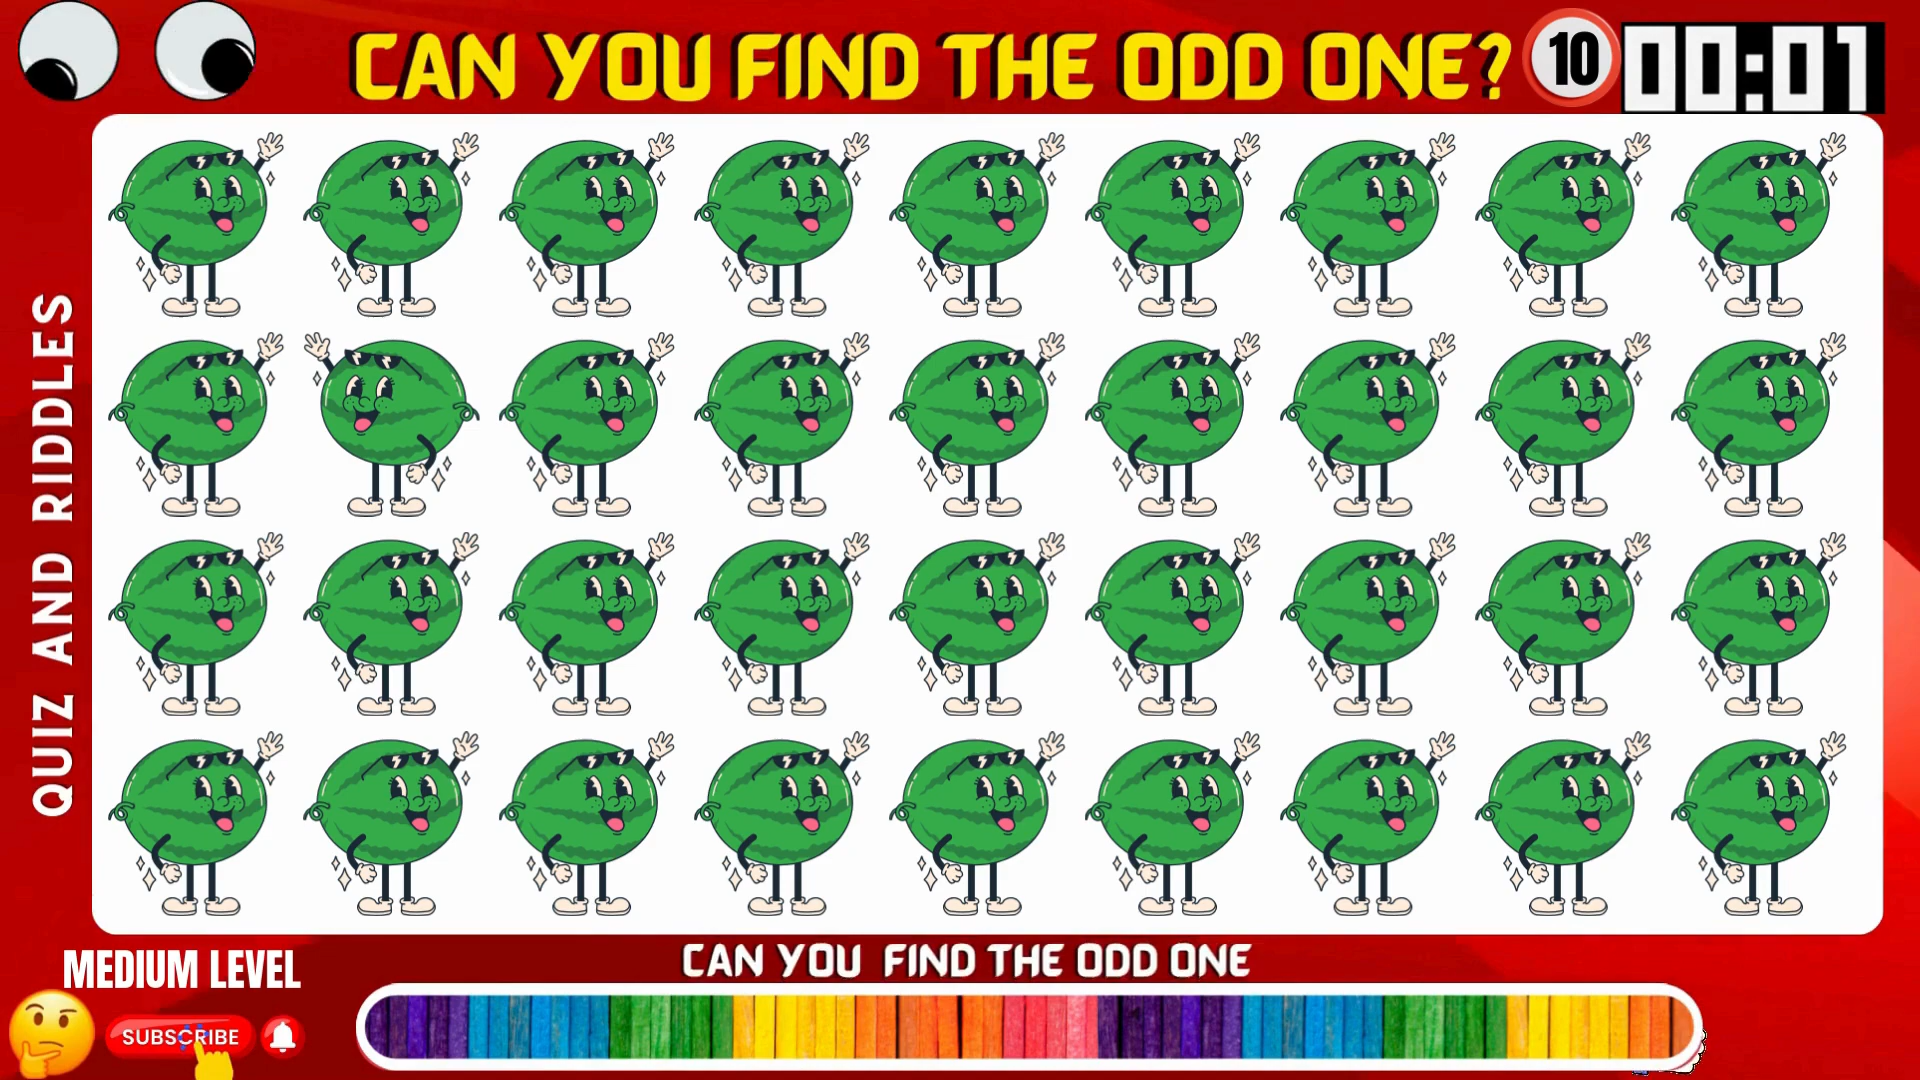 CAN YOU FIND THE ODD ONE?
10
00:01
QUIZ AND RIDDLES
CAN YOU FIND THE ODD ONE
MEDIUM LEVEL
SUBSCRIBE